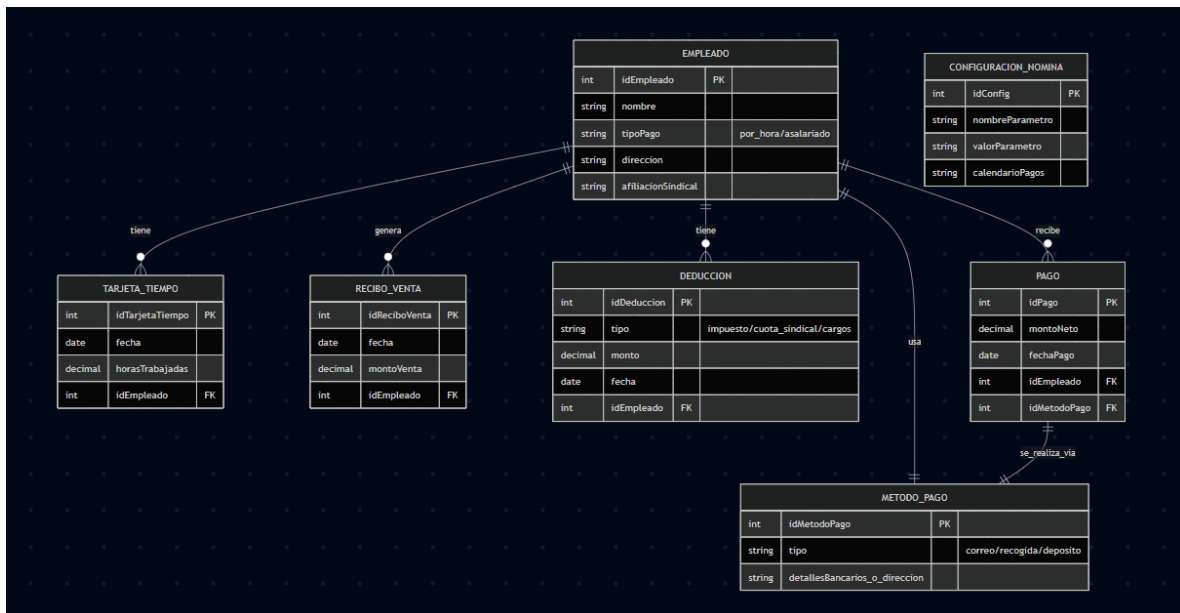 EMPLEADO
int idEmpleado PK
string nombre
string tipoPago por_hora/asalariado
string direccion
string afiliacionSindical
CONFIGURACION_NOMINA
int idConfig PK
string nombreParametro
string valorParametro
string calendarioPagos
tiene
genera
tiene
recibe
TARJETA_TIEMPO
int idTarjetaTiempo PK
date fecha
decimal horasTrabajadas
int idEmpleado FK
RECIBO_VENTA
int idReciboVenta PK
date fecha
decimal montoVenta
int idEmpleado FK
DEDUCCION
int idDeduccion PK
string tipo impuesto/cuota_sindical/cargos
decimal monto
date fecha
int idEmpleado FK
usa
PAGO
int idPago PK
decimal montoNeto
date fechaPago
int idEmpleado FK
int idMetodoPago FK
se_realiza_via
METODO_PAGO
int idMetodoPago PK
string tipo correo/recogida/deposito
string detallesBancarios_o_direccion